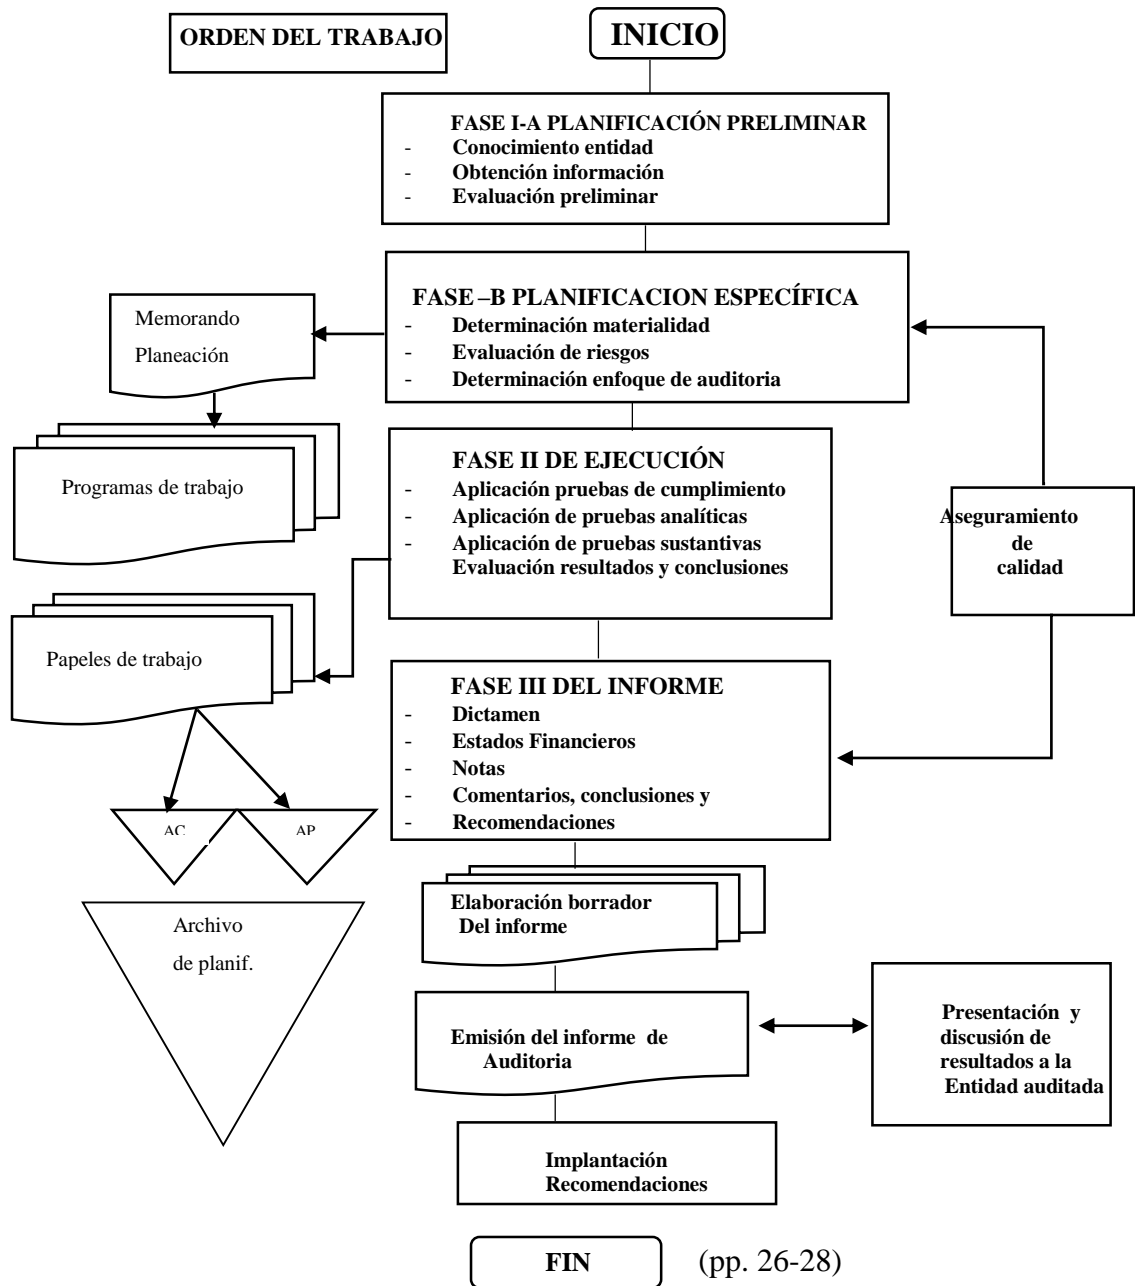 ORDEN DEL TRABAJO
INICIO
FASE I-A PLANIFICACIÓN PRELIMINAR
- Conocimiento entidad
- Obtención información
- Evaluación preliminar
FASE –B PLANIFICACION ESPECÍFICA
- Determinación materialidad
- Evaluación de riesgos
- Determinación enfoque de auditoria
Memorando
Planeación
Programas de trabajo
FASE II DE EJECUCIÓN
- Aplicación pruebas de cumplimiento
- Aplicación de pruebas analíticas
- Aplicación de pruebas sustantivas
Evaluación resultados y conclusiones
Aseguramiento
de
calidad
Papeles de trabajo
FASE III DEL INFORME
- Dictamen
- Estados Financieros
- Notas
- Comentarios, conclusiones y
- Recomendaciones
AC
AP
Archivo
de planif.
Elaboración borrador
Del informe
Emisión del informe de
Auditoria
Presentación y
discusión de
resultados a la
Entidad auditada
Implantación
Recomendaciones
FIN
(pp. 26-28)